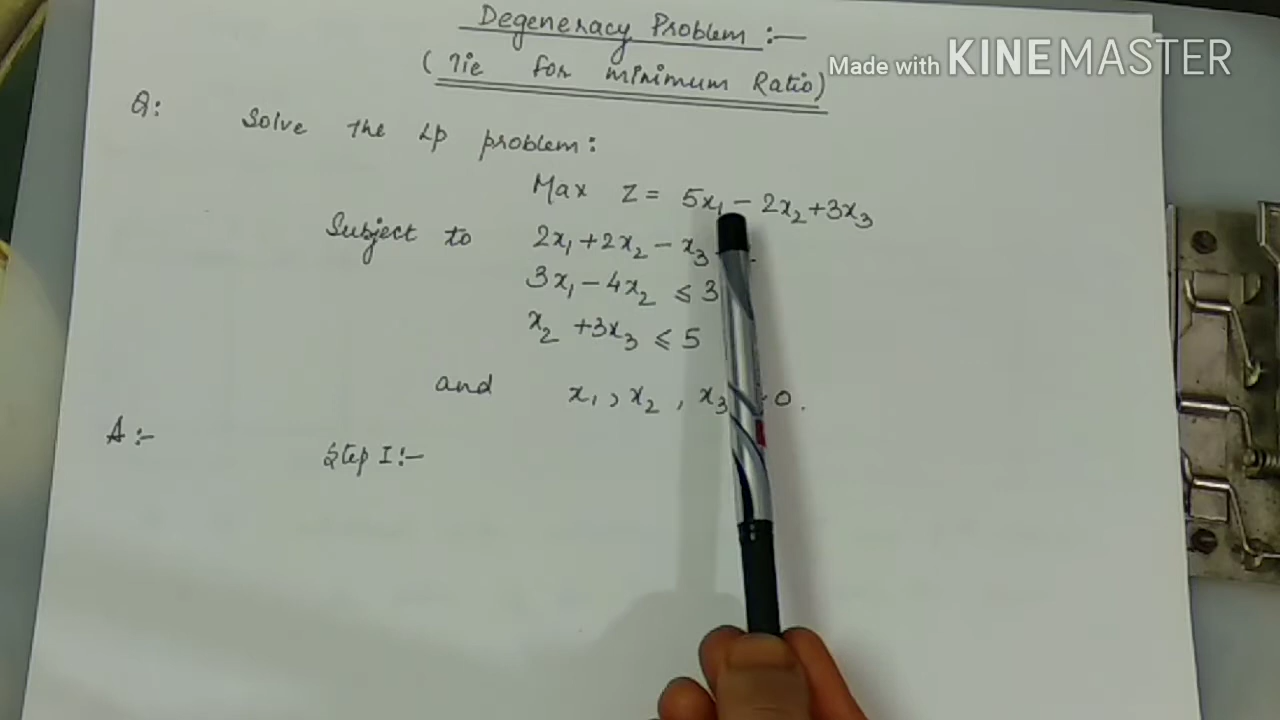 Degeneracy Problem :—
(Tie for minimum Ratio)
Made with KINEMASTER
Q: Solve the Lp problem:
Max Z = 5x₁ - 2x₂ + 3x₃
Subject to 2x₁ + 2x₂ - x₃
3x₁ - 4x₂ ≤ 3
x₂ + 3x₃ ≤ 5
and x₁, x₂, x₃ 0.
A:- Step I:-